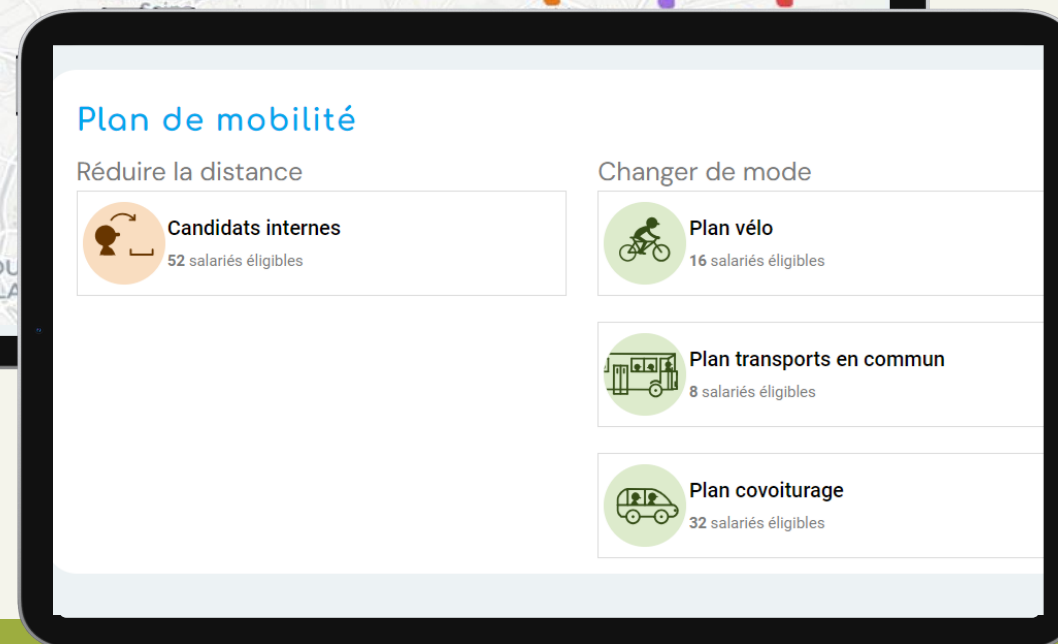 Plan de mobilité
Réduire la distance
Candidats internes
52 salariés éligibles
Changer de mode
Plan vélo
16 salariés éligibles
Plan transports en commun
8 salariés éligibles
Plan covoiturage
32 salariés éligibles